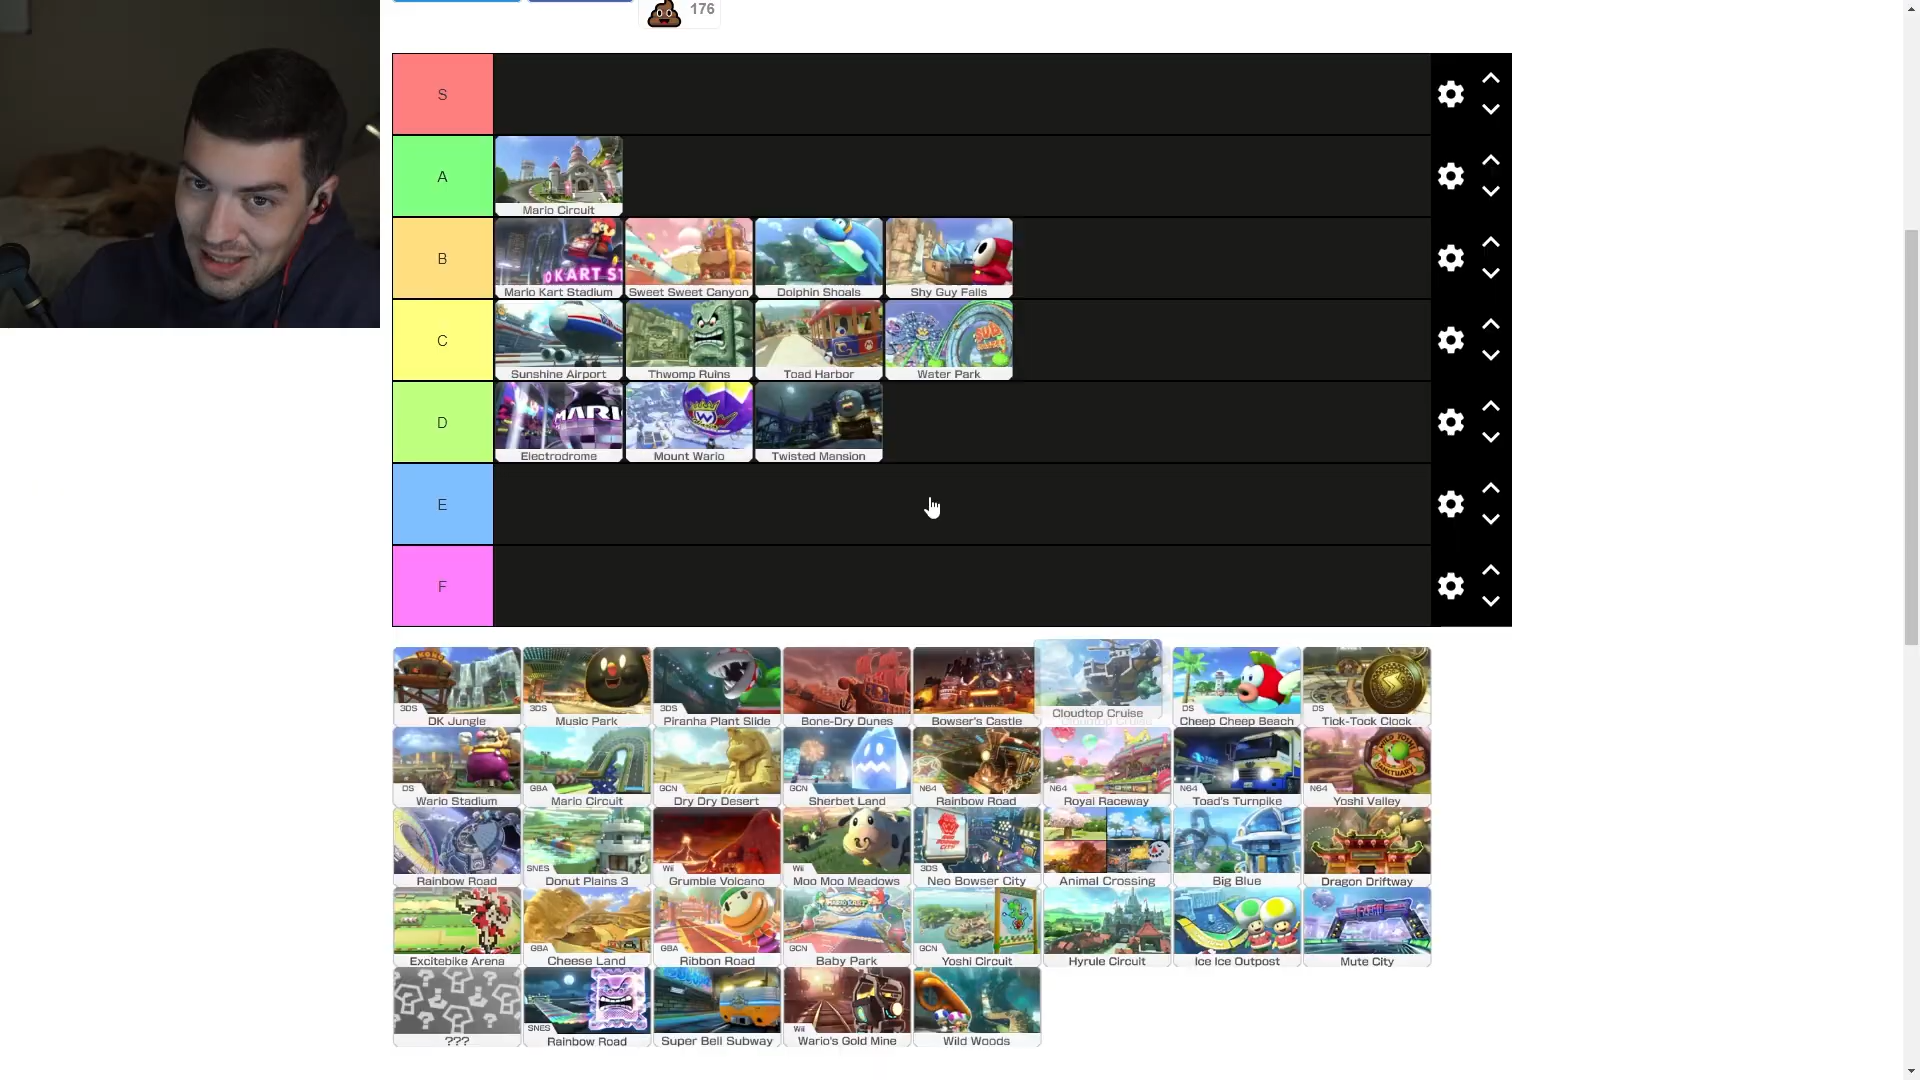 176
S
A
Mario Circuit
B
OKART ST
Mario Kart Stadium
Sweet Sweet Canyon
Dolphin Shoals
Shy Guy Falls
C
Sunshine Airport
Thwomp Ruins
Toad Harbor
Water Park
D
MARI
Electrodrome
Mount Wario
Twisted Mansion
E
F
3DS
DK Jungle
3DS
Music Park
3DS
Piranha Plant Slide
Bone-Dry Dunes
Bowser's Castle
Cloudtop Cruise
DS
Cheep Cheep Beach
DS
Tick-Tock Clock
DS
Wario Stadium
GBA
Mario Circuit
GCN
Dry Dry Desert
GCN
Sherbet Land
N64
Rainbow Road
N64
Royal Raceway
N64
Toad's Turnpike
N64
Yoshi Valley
Rainbow Road
SNES
Donut Plains 3
Wii
Grumble Volcano
Wii
Moo Moo Meadows
3DS
Neo Bowser City
Animal Crossing
Big Blue
Dragon Driftway
Excitebike Arena
GBA
Cheese Land
GBA
Ribbon Road
GCN
Baby Park
GCN
Yoshi Circuit
Hyrule Circuit
Ice Ice Outpost
Mute City
???
SNES
Rainbow Road
Super Bell Subway
Wii
Wario's Gold Mine
Wild Woods